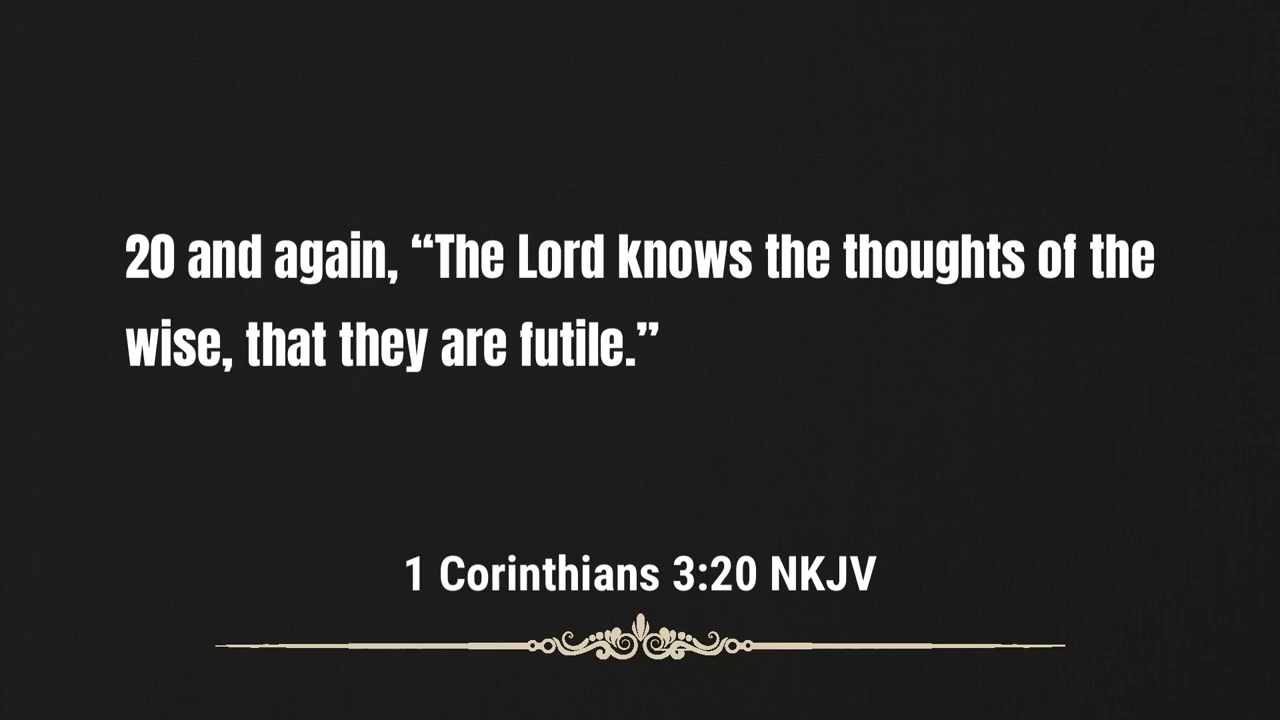 20 and again, “The Lord knows the thoughts of the
wise, that they are futile.”
1 Corinthians 3:20 NKJV